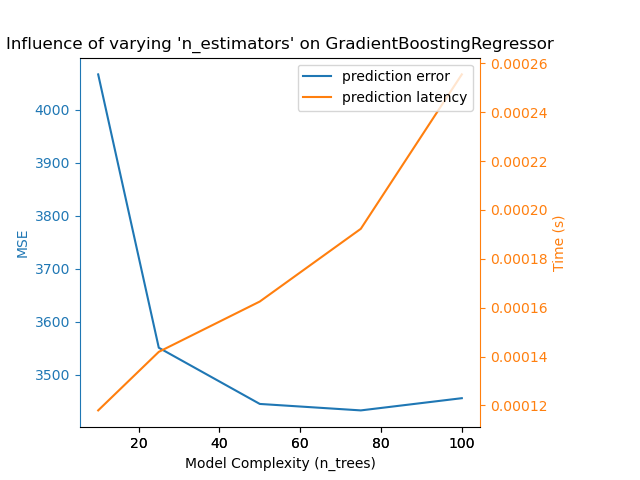 Influence of varying 'n_estimators' on GradientBoostingRegressor
prediction error
prediction latency
MSE
4000
3900
3800
3700
3600
3500
0.00026
0.00024
0.00022
0.00020
0.00018
0.00016
0.00014
0.00012
Time (s)
20 40 60 80 100
Model Complexity (n_trees)